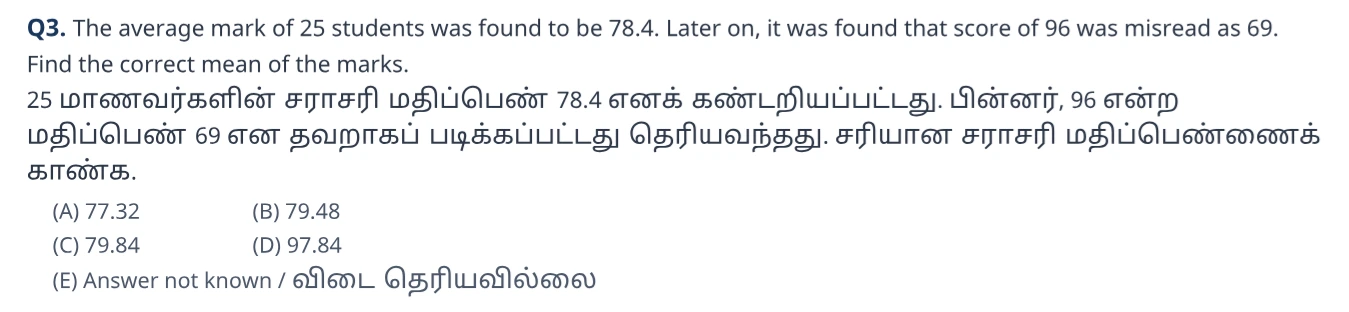 Q3. The average mark of 25 students was found to be 78.4. Later on, it was found that score of 96 was misread as 69.
Find the correct mean of the marks.
25 மாணவர்களின் சராசரி மதிப்பெண் 78.4 எனக் கண்டறியப்பட்டது. பின்னர், 96 என்ற
மதிப்பெண் 69 என தவறாகப் படிக்கப்பட்டது தெரியவந்தது. சரியான சராசரி மதிப்பெண்ணைக்
காண்க.
(A) 77.32 (B) 79.48
(C) 79.84 (D) 97.84
(E) Answer not known / விடை தெரியவில்லை